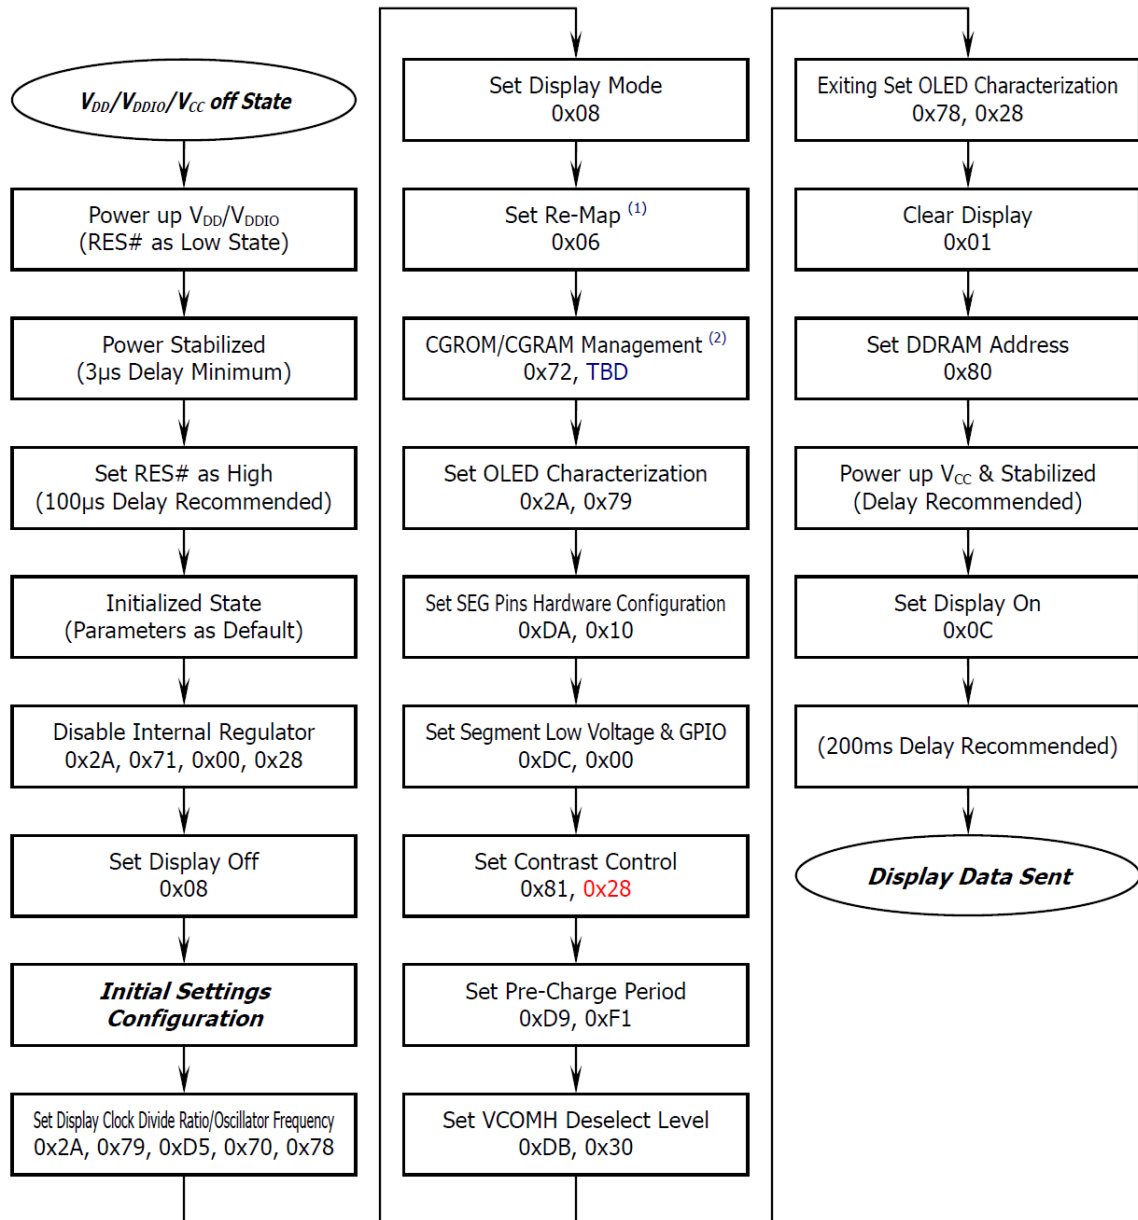 V_DD/V_DDIO/V_CC off State
Power up V_DD/V_DDIO
(RES# as Low State)
Power Stabilized
(3µs Delay Minimum)
Set RES# as High
(100µs Delay Recommended)
Initialized State
(Parameters as Default)
Disable Internal Regulator
0x2A, 0x71, 0x00, 0x28
Set Display Off
0x08
Initial Settings
Configuration
Set Display Clock Divide Ratio/Oscillator Frequency
0x2A, 0x79, 0xD5, 0x70, 0x78
Set Display Mode
0x08
Set Re-Map (1)
0x06
CGROM/CGRAM Management (2)
0x72, TBD
Set OLED Characterization
0x2A, 0x79
Set SEG Pins Hardware Configuration
0xDA, 0x10
Set Segment Low Voltage & GPIO
0xDC, 0x00
Set Contrast Control
0x81, 0x28
Set Pre-Charge Period
0xD9, 0xF1
Set VCOMH Deselect Level
0xDB, 0x30
Exiting Set OLED Characterization
0x78, 0x28
Clear Display
0x01
Set DDRAM Address
0x80
Power up V_CC & Stabilized
(Delay Recommended)
Set Display On
0x0C
(200ms Delay Recommended)
Display Data Sent